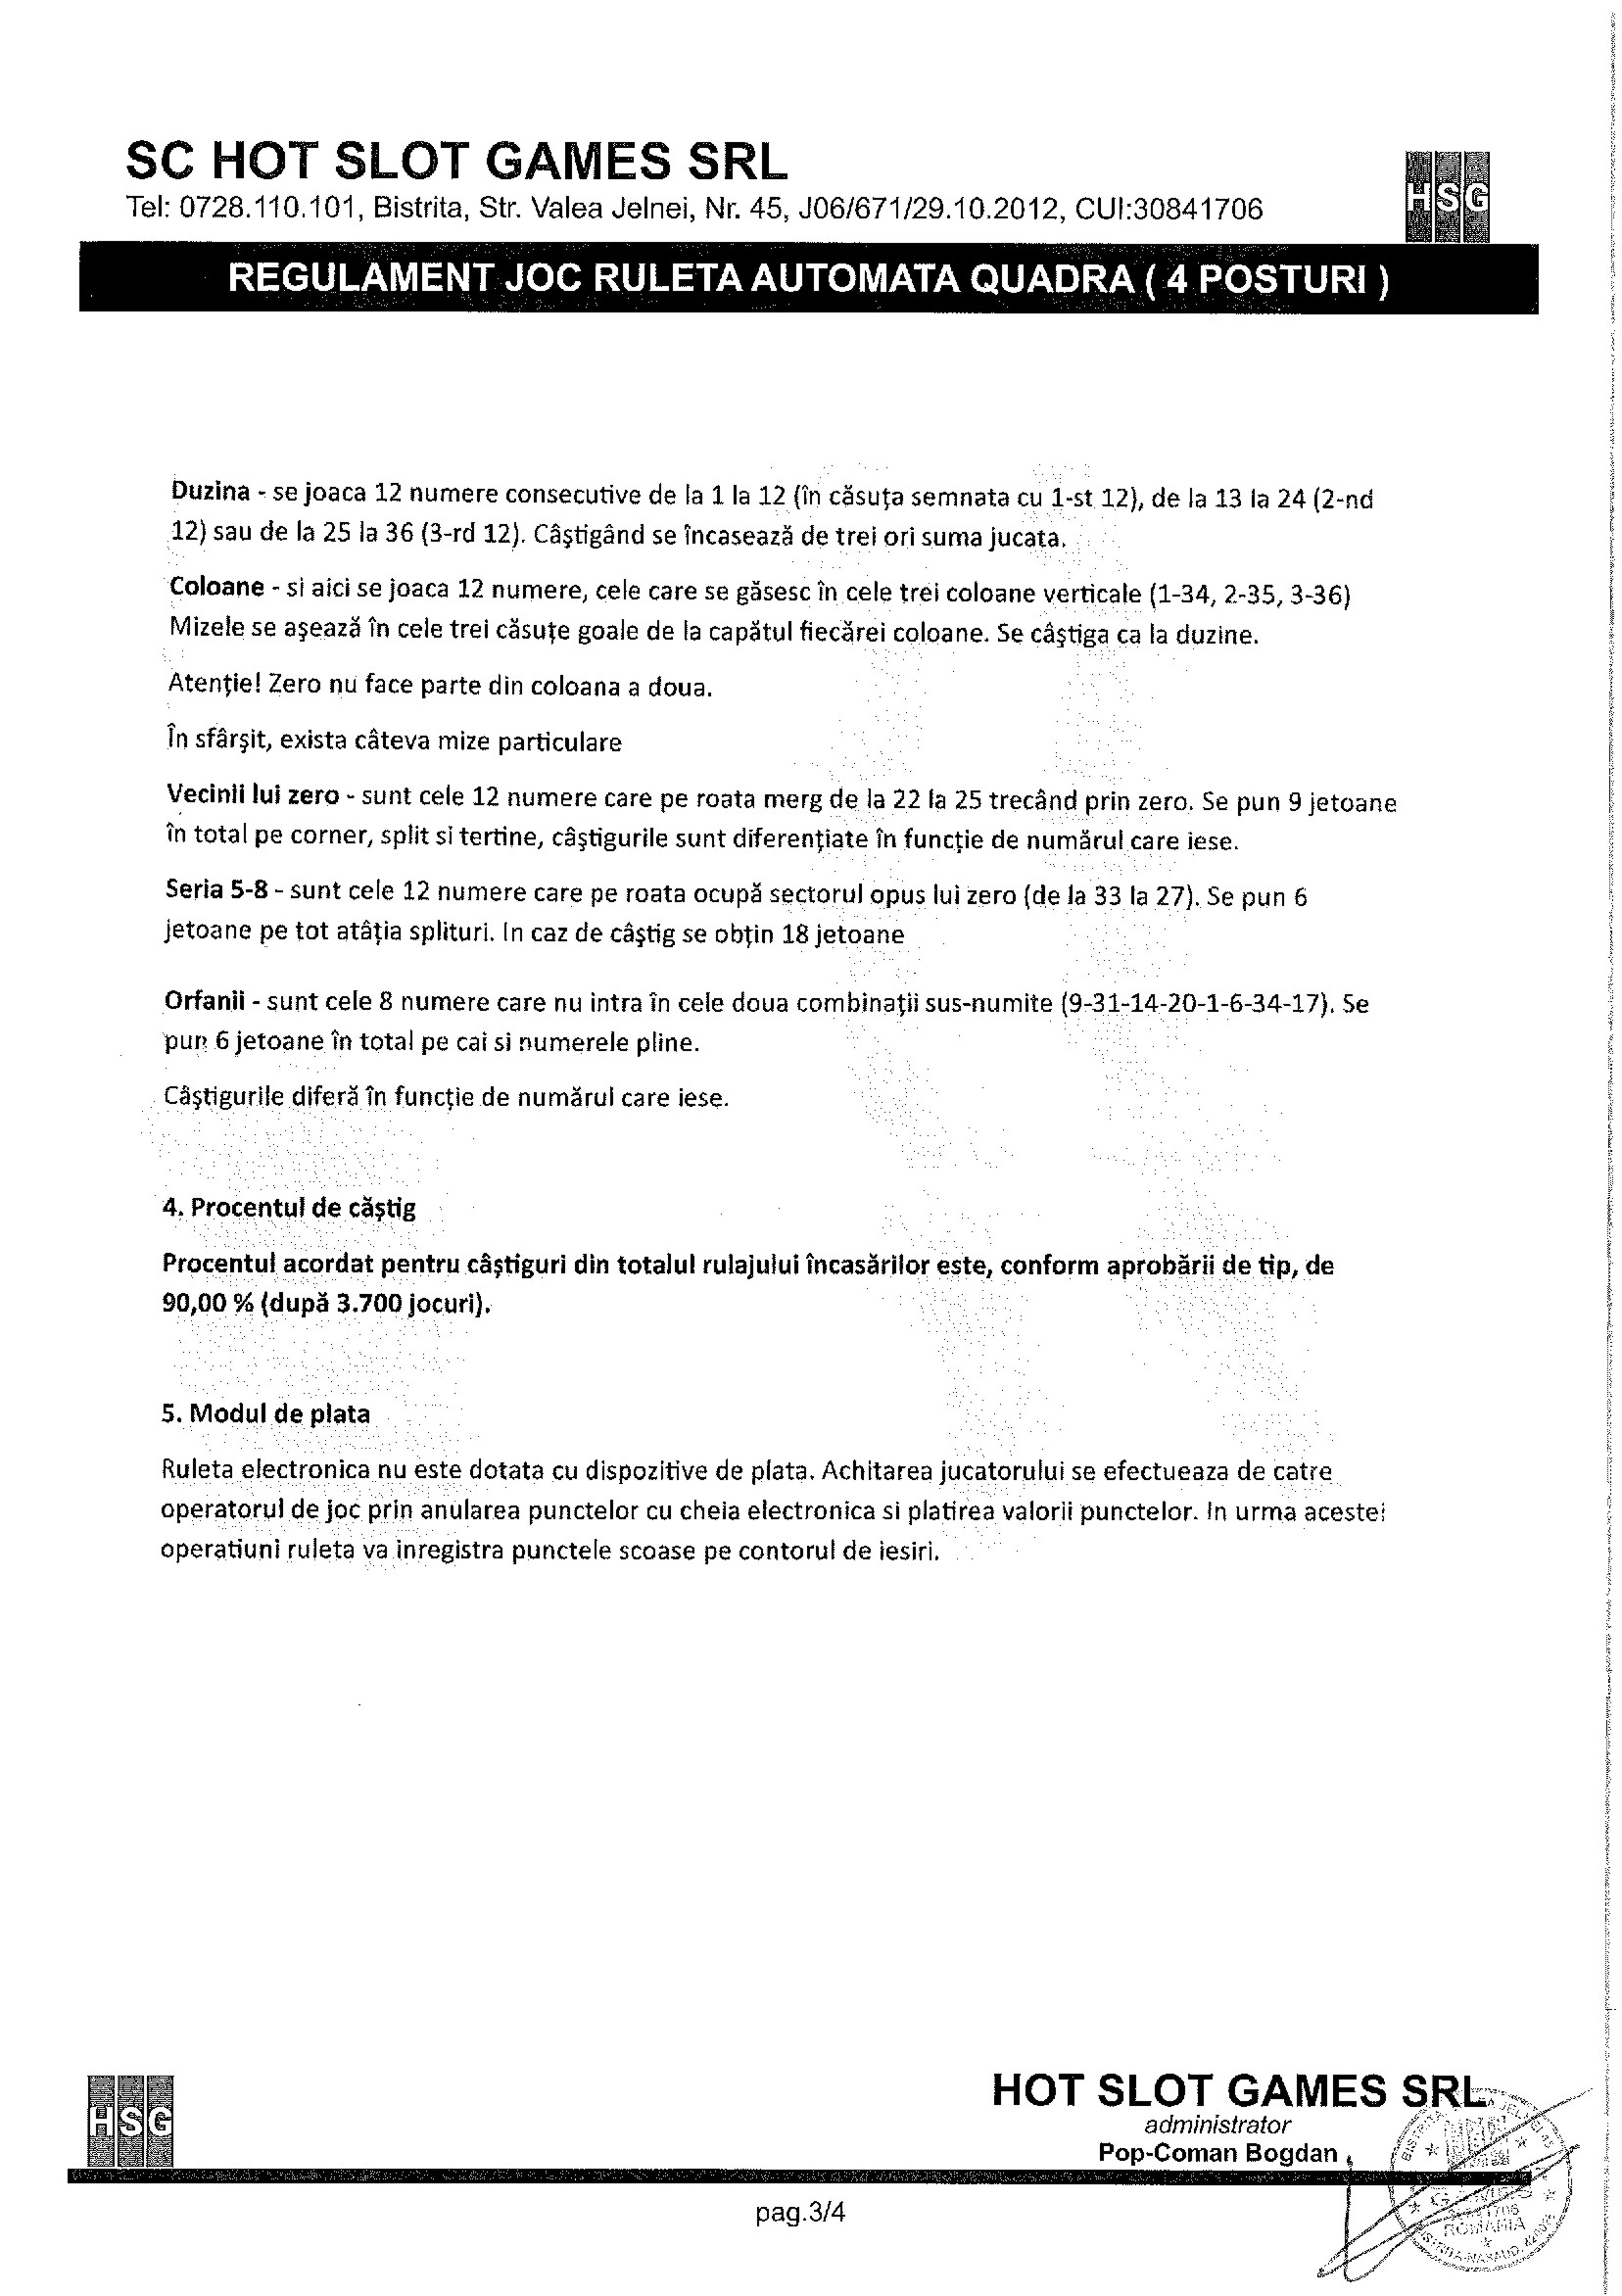 SC HOT SLOT GAMES SRL
Tel: 0728.110.101, Bistrita, Str. Valea Jelnei, Nr. 45, J06/671/29.10.2012, CUI:30841706
HSG
REGULAMENT JOC RULETA AUTOMATA QUADRA ( 4 POSTURI )
Duzina - se joaca 12 numere consecutive de la 1 la 12 (în căsuţa semnata cu 1-st 12), de la 13 la 24 (2-nd
12) sau de la 25 la 36 (3-rd 12). Câştigând se încasează de trei ori suma jucata.
Coloane - si aici se joaca 12 numere, cele care se găsesc în cele trei coloane verticale (1-34, 2-35, 3-36)
Mizele se aşează în cele trei căsuţe goale de la capătul fiecărei coloane. Se câştiga ca la duzine.
Atenţie! Zero nu face parte din coloana a doua.
În sfârşit, exista câteva mize particulare
Vecinii lui zero - sunt cele 12 numere care pe roata merg de la 22 la 25 trecând prin zero. Se pun 9 jetoane
în total pe corner, split si tertine, câştigurile sunt diferenţiate în funcţie de numărul care iese.
Seria 5-8 - sunt cele 12 numere care pe roata ocupă sectorul opus lui zero (de la 33 la 27). Se pun 6
jetoane pe tot atâţia splituri. In caz de câştig se obţin 18 jetoane
Orfanii - sunt cele 8 numere care nu intra în cele doua combinaţii sus-numite (9-31-14-20-1-6-34-17). Se
pun 6 jetoane în total pe cai si numerele pline.
Câştigurile diferă în funcţie de numărul care iese.
4. Procentul de căştig
Procentul acordat pentru câştiguri din totalul rulajului încasărilor este, conform aprobării de tip, de
90,00 % (după 3.700 jocuri).
5. Modul de plata
Ruleta electronica nu este dotata cu dispozitive de plata. Achitarea jucatorului se efectueaza de catre
operatorul de joc prin anularea punctelor cu cheia electronica si platirea valorii punctelor. In urma acestei
operatiuni ruleta va inregistra punctele scoase pe contorul de iesiri.
HSG
HOT SLOT GAMES SRL
administrator
Pop-Coman Bogdan
ROMANIA
pag.3/4